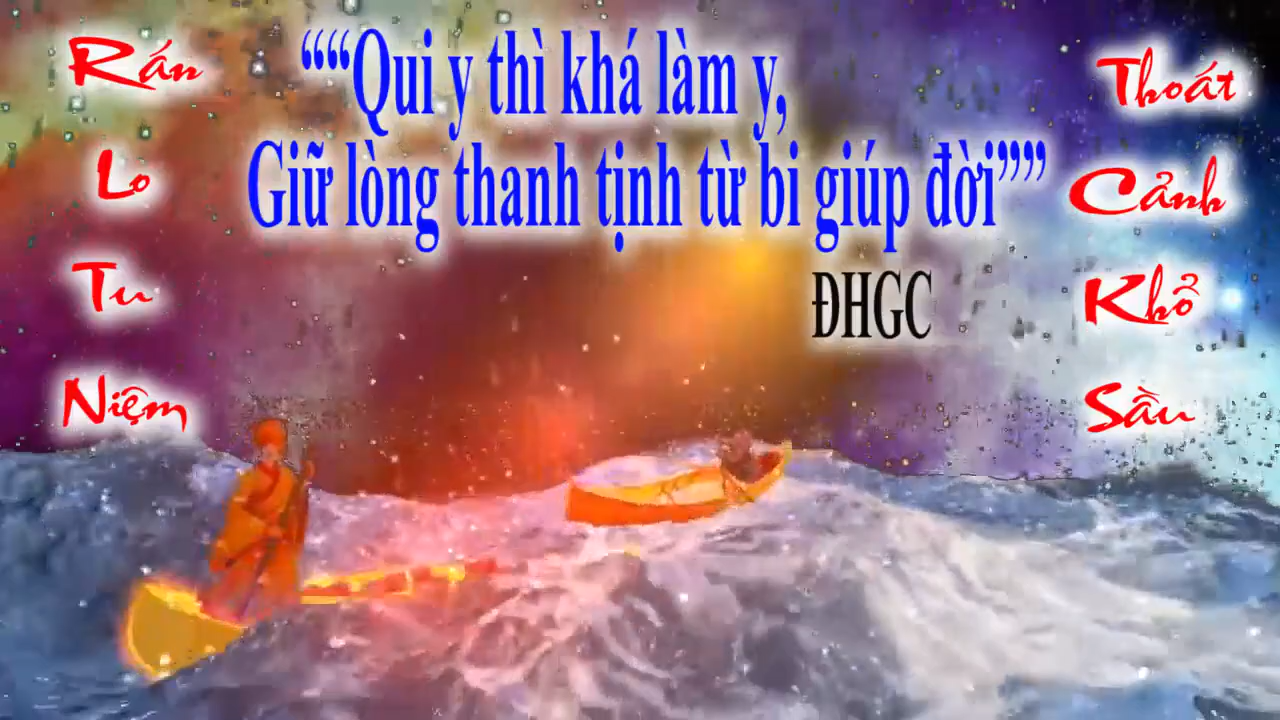 Rán
Lo
Tu
Niệm
““Qui y thì khá làm y,
Giữ lòng thanh tịnh từ bi giúp đời””
ĐHGC
Thoát
Cảnh
Khổ
Sầu